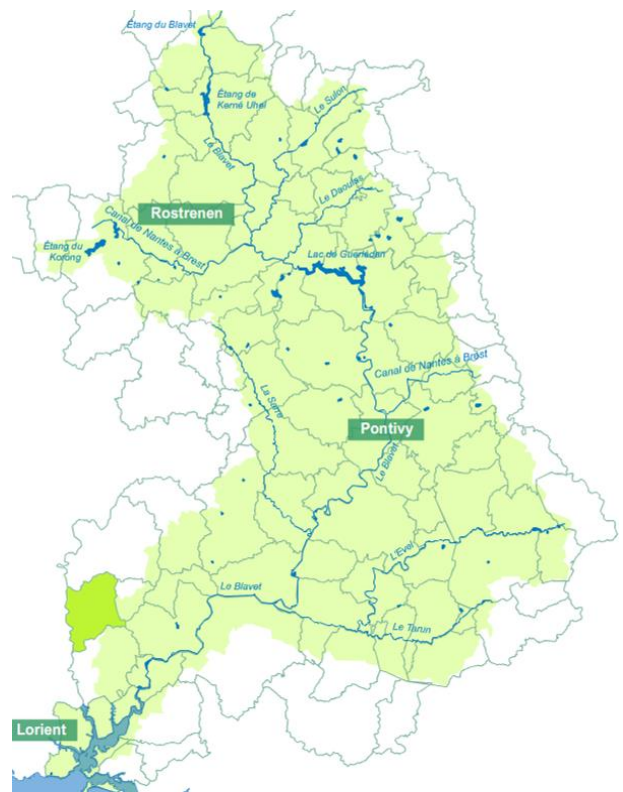 Étang du Blavet
Étang de
Kerné Uhel
Le Sulon
Le Blavet
Le Daoulas
Rostrenen
Canal de Nantes à Brest
Étang du
Korong
Lac de Guerlédan
Canal de Nantes à Brest
La Sarre
Pontivy
Le Blavet
L'Evel
Le Blavet
Le Tarun
Lorient